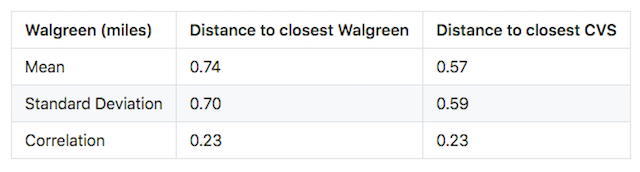 Walgreen (miles) Distance to closest Walgreen Distance to closest CVS
Mean 0.74 0.57
Standard Deviation 0.70 0.59
Correlation 0.23 0.23